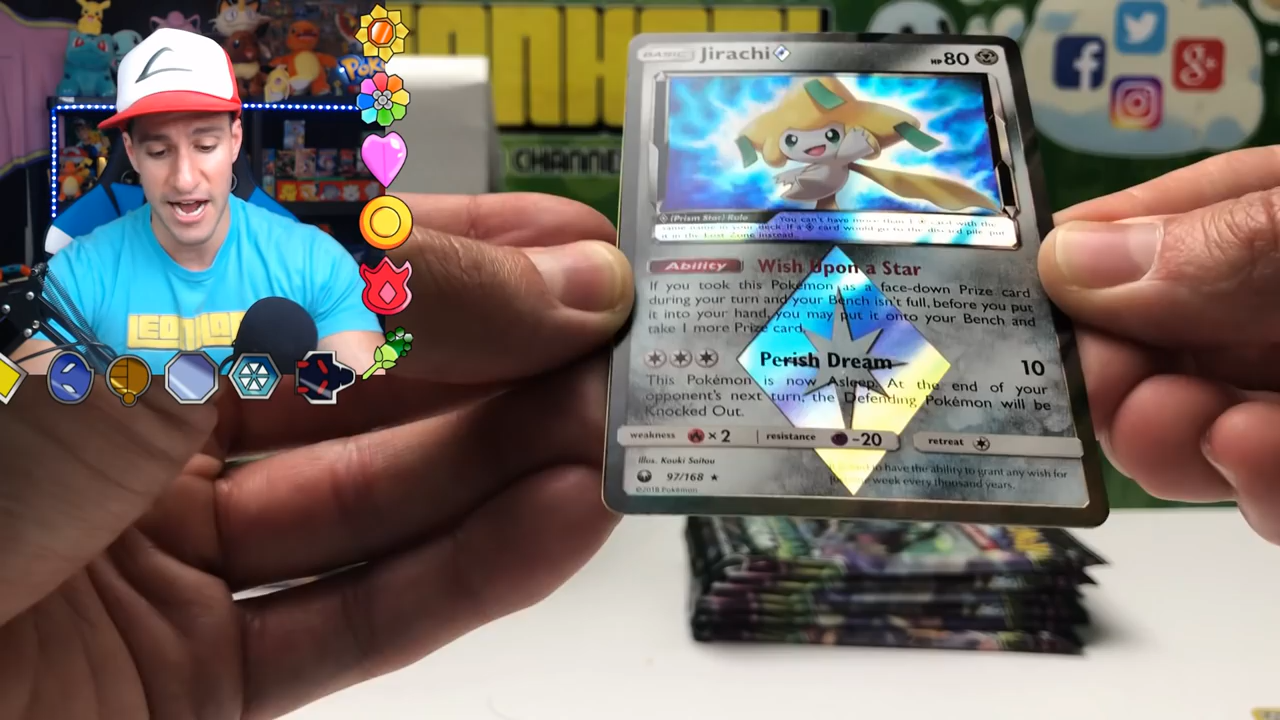 BASIC Jirachi HP 80
(Prism Star) Rule You can't have more than 1 card with the
same name in your deck. If a card would go to the discard pile, put
it in the Lost Zone instead.
Ability Wish Upon a Star
If you took this Pokémon as a face-down Prize card
during your turn and your Bench isn't full, before you put
it into your hand, you may put it onto your Bench and
take 1 more Prize card.
Perish Dream 10
This Pokémon is now Asleep. At the end of your
opponent's next turn, the Defending Pokémon will be
Knocked Out.
weakness ×2 resistance -20 retreat
Illus. Kouki Saitou
97/168
©2018 Pokémon
to have the ability to grant any wish for
week every thousand years.
CHANNE
LEONHART